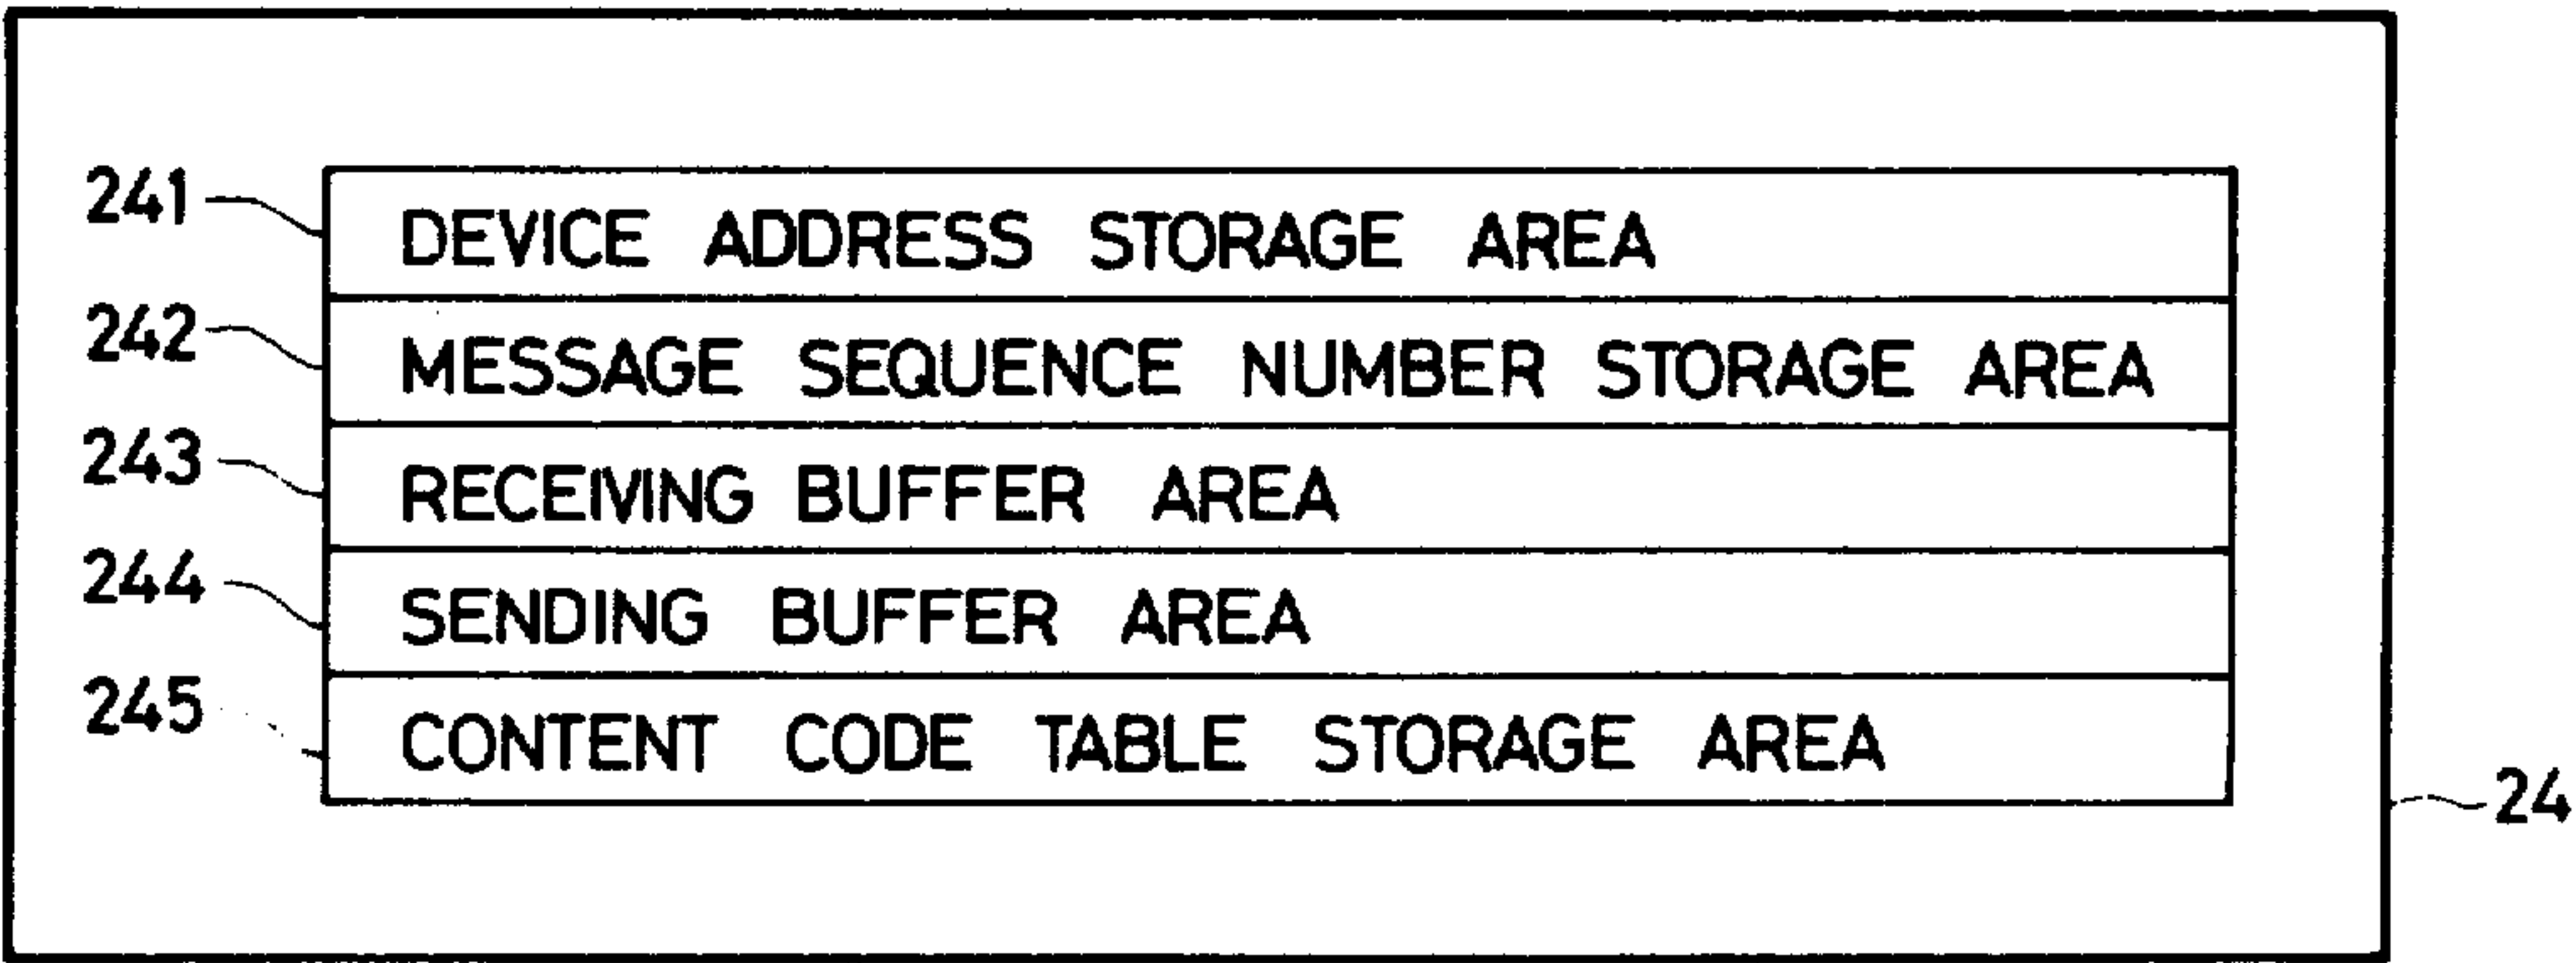 241 DEVICE ADDRESS STORAGE AREA
242 MESSAGE SEQUENCE NUMBER STORAGE AREA
243 RECEIVING BUFFER AREA
244 SENDING BUFFER AREA
245 CONTENT CODE TABLE STORAGE AREA
24